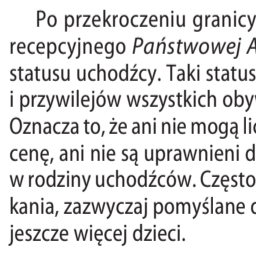 Po przekroczeniu granicy
recepcyjnego Państwowej A
statusu uchodźcy. Taki status
i przywilejów wszystkich oby
Oznacza to, że ani nie mogą li
cenę, ani nie są uprawnieni d
w rodziny uchodźców. Często
kania, zazwyczaj pomyślane d
jeszcze więcej dzieci.